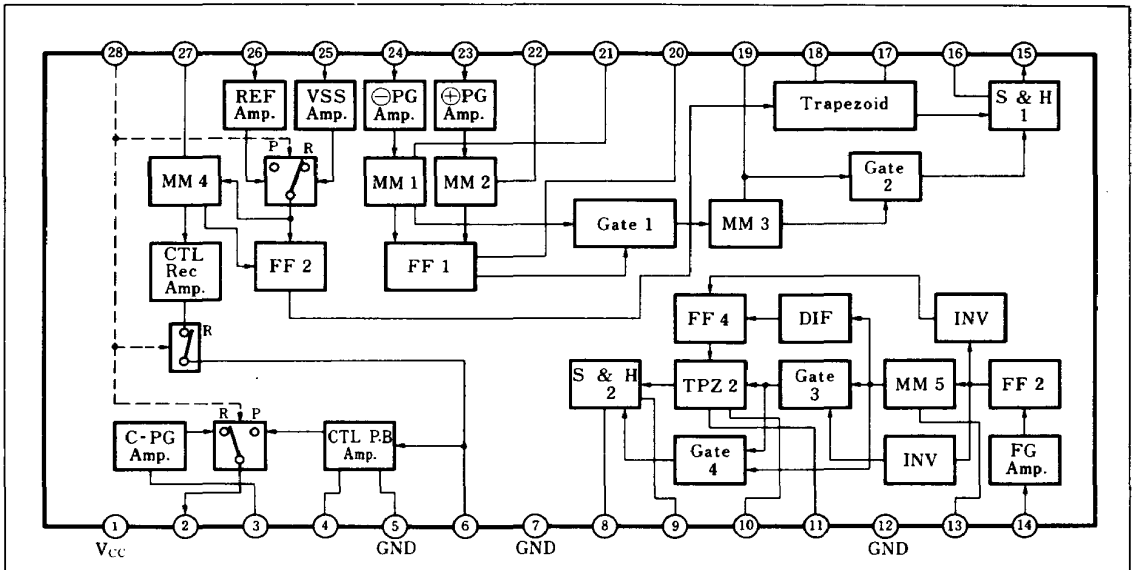 28 27 26 25 24 23 22 21 20 19 18 17 16 15
REF Amp.
VSS Amp.
⊖PG Amp.
⊕PG Amp.
Trapezoid
S & H 1
P R
MM 4
MM 1
MM 2
Gate 2
Gate 1
MM 3
CTL Rec Amp.
FF 2
FF 1
R
FF 4
DIF
INV
S & H 2
TPZ 2
Gate 3
MM 5
FF 2
R P
C-PG Amp.
CTL P.B Amp.
Gate 4
INV
FG Amp.
1 2 3 4 5 6 7 8 9 10 11 12 13 14
Vcc GND GND GND